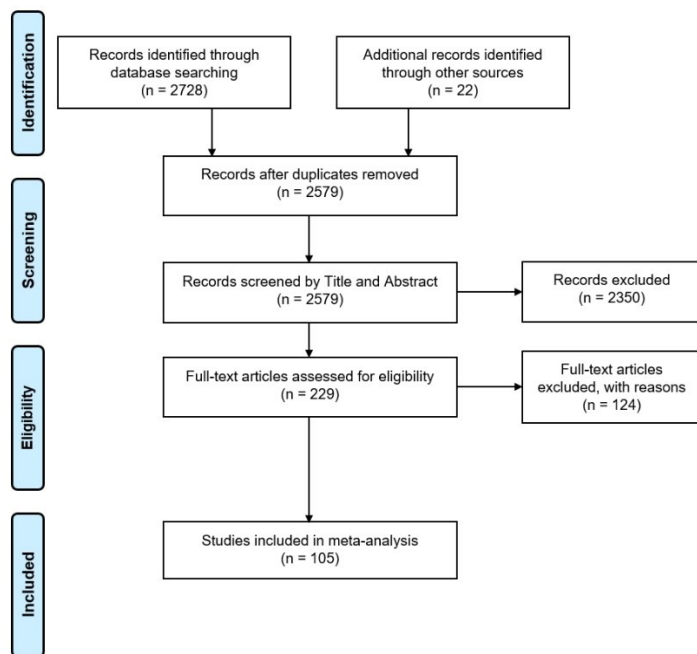 Identification
Records identified through
database searching
(n = 2728)
Additional records identified
through other sources
(n = 22)
Records after duplicates removed
(n = 2579)
Screening
Records screened by Title and Abstract
(n = 2579)
Records excluded
(n = 2350)
Eligibility
Full-text articles assessed for eligibility
(n = 229)
Full-text articles
excluded, with reasons
(n = 124)
Included
Studies included in meta-analysis
(n = 105)